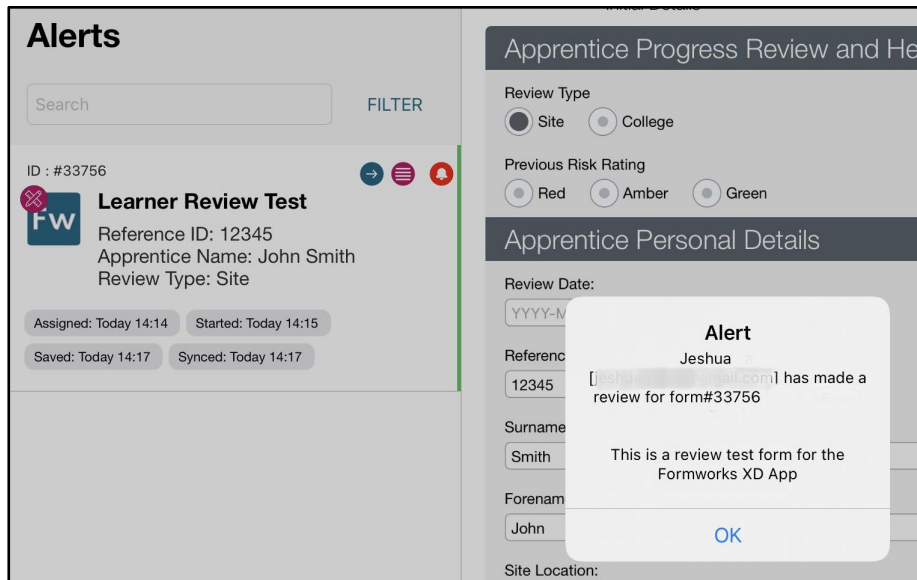 Alerts
Search
FILTER
ID : #33756
Fw
Learner Review Test
Reference ID: 12345
Apprentice Name: John Smith
Review Type: Site
Assigned: Today 14:14
Started: Today 14:15
Saved: Today 14:17
Synced: Today 14:17
Initial Details
Apprentice Progress Review and He
Review Type
Site
College
Previous Risk Rating
Red
Amber
Green
Apprentice Personal Details
Review Date:
YYYY-M
Referenc
12345
Surname
Smith
Forenam
John
Site Location:
Alert
Jeshua
has made a
review for form#33756
This is a review test form for the
Formworks XD App
OK